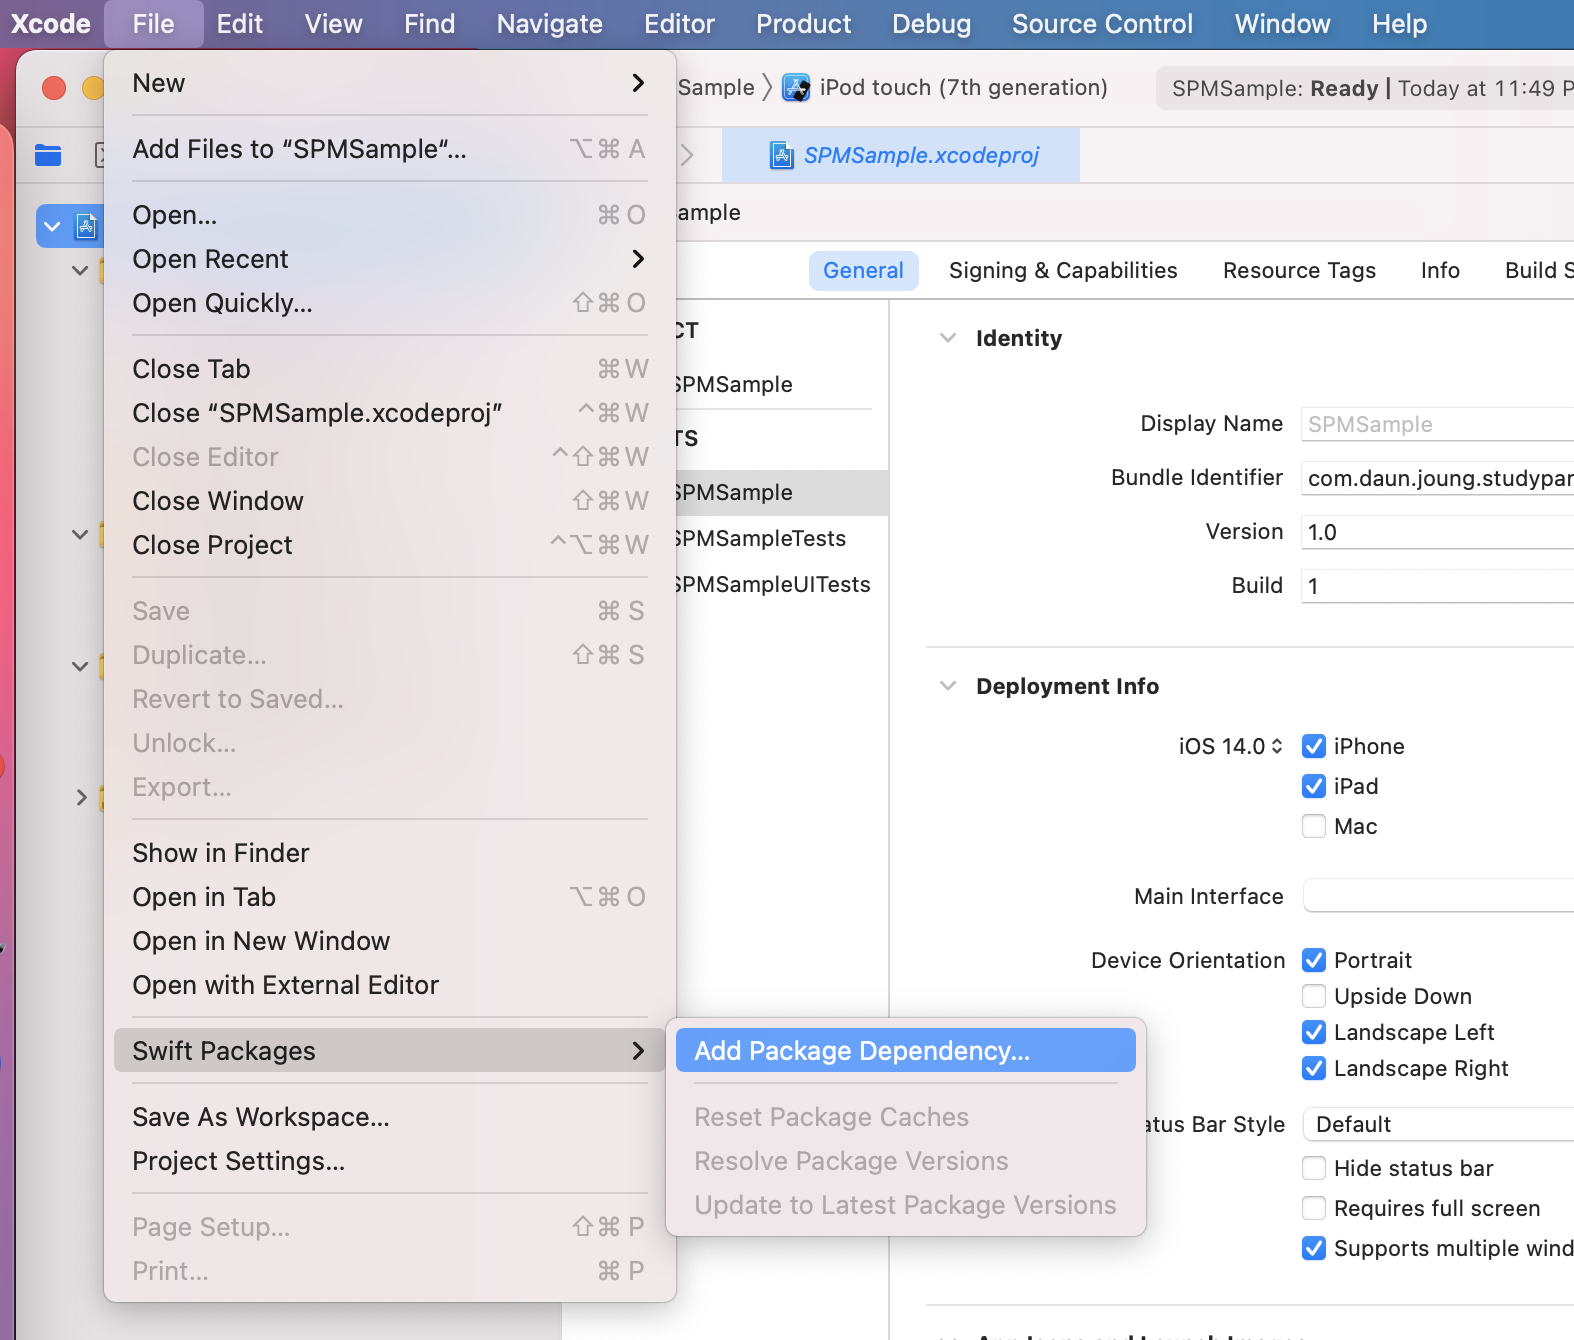 Xcode File Edit View Find Navigate Editor Product Debug Source Control Window Help
New
Add Files to “SPMSample“... ⌥⌘ A
Open... ⌘ O
Open Recent
Open Quickly... ⇧⌘ O
Close Tab ⌘ W
Close “SPMSample.xcodeproj” ^⌘ W
Close Editor ^⇧⌘ W
Close Window ⇧⌘ W
Close Project ^⌥⌘ W
Save ⌘ S
Duplicate... ⇧⌘ S
Revert to Saved...
Unlock...
Export...
Show in Finder
Open in Tab ⌥⌘ O
Open in New Window
Open with External Editor
Swift Packages
Save As Workspace...
Project Settings...
Page Setup... ⇧⌘ P
Print... ⌘ P
Add Package Dependency...
Reset Package Caches
Resolve Package Versions
Update to Latest Package Versions
Sample 〉 iPod touch (7th generation)
SPMSample: Ready | Today at 11:49 P
SPMSample.xcodeproj
ample
General Signing & Capabilities Resource Tags Info Build S
CT
SPMSample
TS
SPMSample
SPMSampleTests
SPMSampleUITests
Identity
Display Name SPMSample
Bundle Identifier com.daun.joung.studypar
Version 1.0
Build 1
Deployment Info
iOS 14.0 iPhone
iPad
Mac
Main Interface
Device Orientation Portrait
Upside Down
Landscape Left
Landscape Right
atus Bar Style Default
Hide status bar
Requires full screen
Supports multiple wind